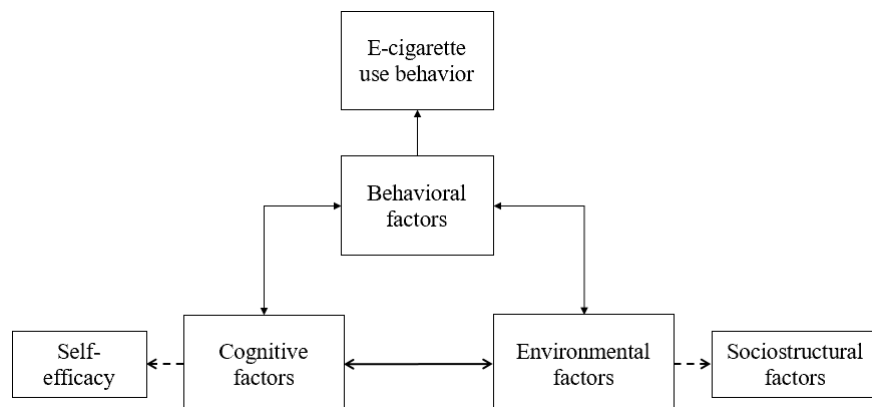 E-cigarette
use behavior
Behavioral
factors
Self-
efficacy
Cognitive
factors
Environmental
factors
Sociostructural
factors